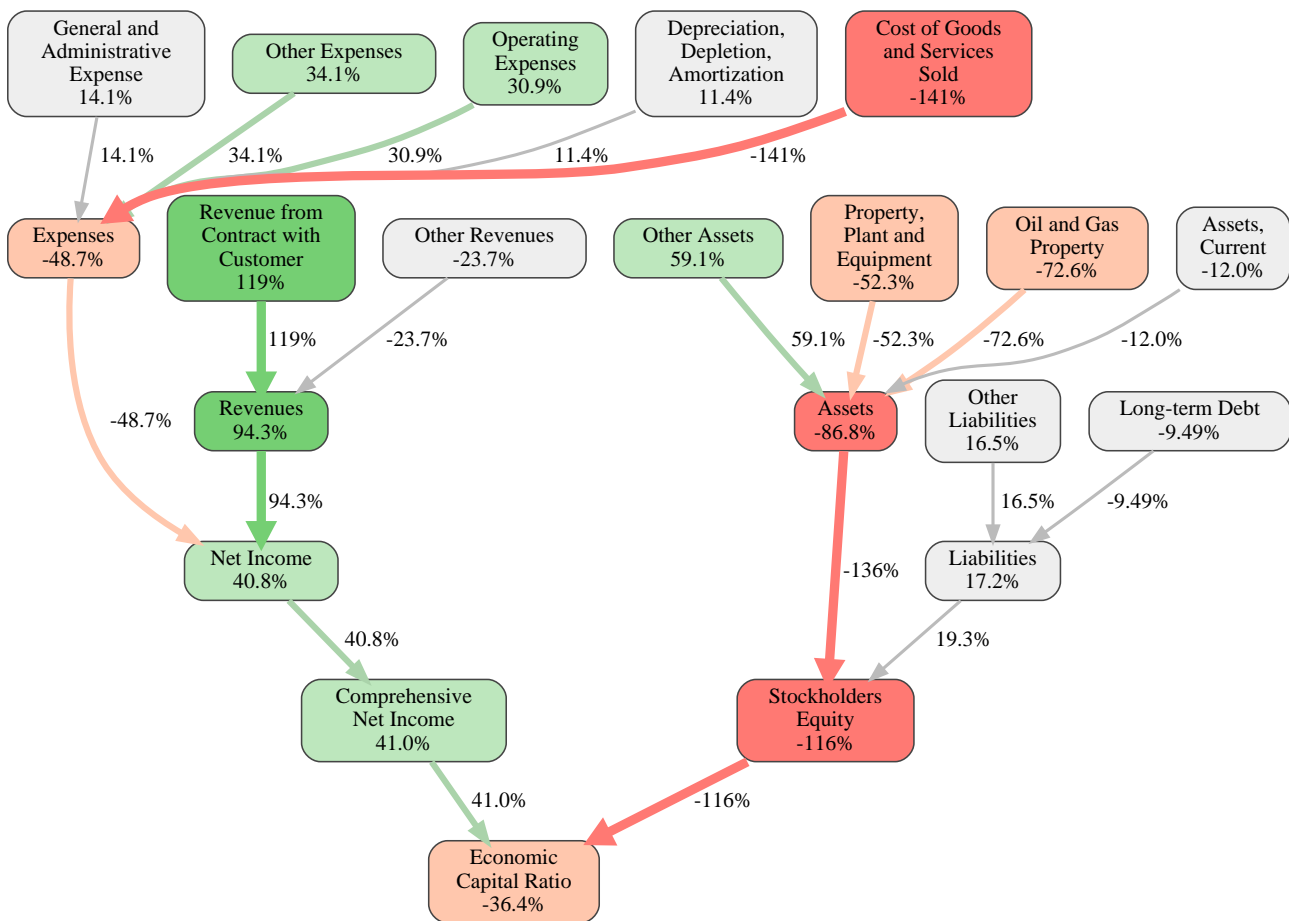 General and
Administrative
Expense
14.1%
Other Expenses
34.1%
Operating
Expenses
30.9%
Depreciation,
Depletion,
Amortization
11.4%
Cost of Goods
and Services
Sold
-141%
14.1%
34.1%
30.9%
11.4%
-141%
Expenses
-48.7%
Revenue from
Contract with
Customer
119%
Other Revenues
-23.7%
Other Assets
59.1%
Property,
Plant and
Equipment
-52.3%
Oil and Gas
Property
-72.6%
Assets,
Current
-12.0%
119%
-23.7%
59.1%
-52.3%
-72.6%
-12.0%
-48.7%
Revenues
94.3%
Assets
-86.8%
Other
Liabilities
16.5%
Long-term Debt
-9.49%
94.3%
16.5%
-9.49%
Net Income
40.8%
-136%
Liabilities
17.2%
40.8%
19.3%
Comprehensive
Net Income
41.0%
Stockholders
Equity
-116%
41.0%
-116%
Economic
Capital Ratio
-36.4%